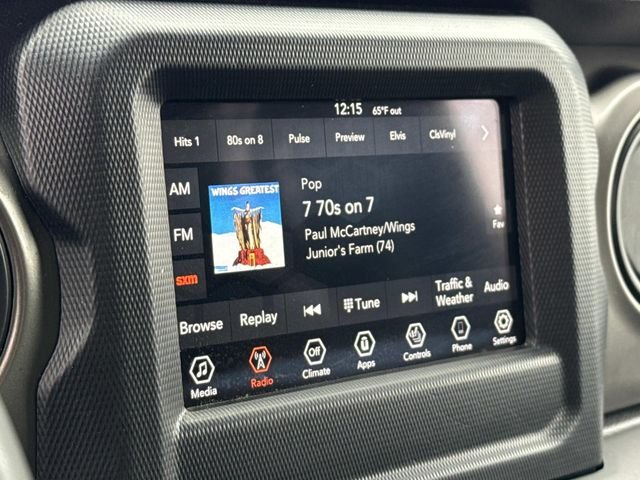 12:15 65°F out
Hits 1 80s on 8 Pulse Preview Elvis ClsVinyl
AM
FM
sxm
WINGS GREATEST
Pop
7 70s on 7
Paul McCartney/Wings
Junior's Farm (74)
Fav
Browse Replay Tune Traffic & Weather Audio
Media Radio Off Climate Apps Controls Phone Settings